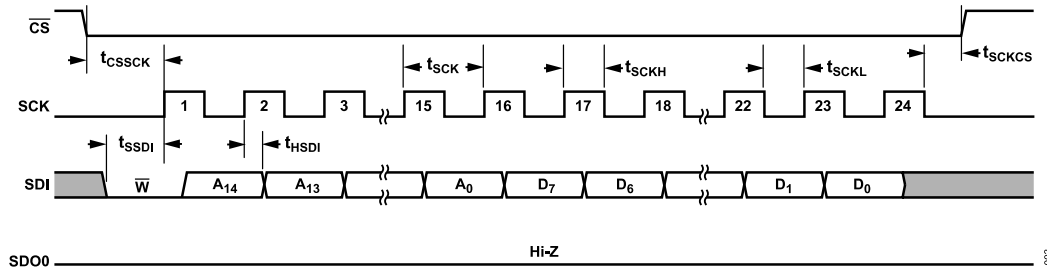 CS
tCSSCK
tSCK
tSCKH
tSCKL
tSCKCS
SCK
1 2 3 15 16 17 18 22 23 24
tSSDI
tHSDI
SDI
W A14 A13 A0 D7 D6 D1 D0
Hi-Z
SDO0